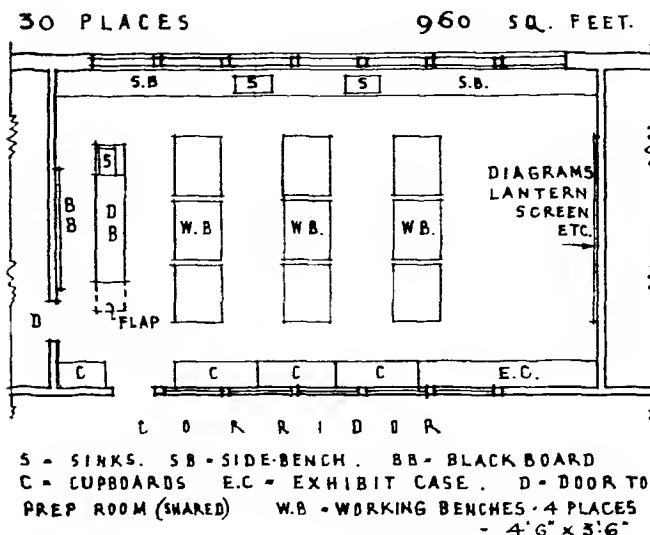 30 PLACES 960 SQ. FEET.
S.B S S S.B.
S
DIAGRAMS
LANTERN
SCREEN
ETC.
B B
D B
W.B W B. W B.
D
FLAP
C C C C E.C.
CORRIDOR
S = SINKS. SB = SIDE-BENCH. BB = BLACKBOARD
C = CUPBOARDS E.C = EXHIBIT CASE. D = DOOR TO
PREP ROOM (SHARED) W.B = WORKING BENCHES - 4 PLACES
- 4'6" x 3'6"